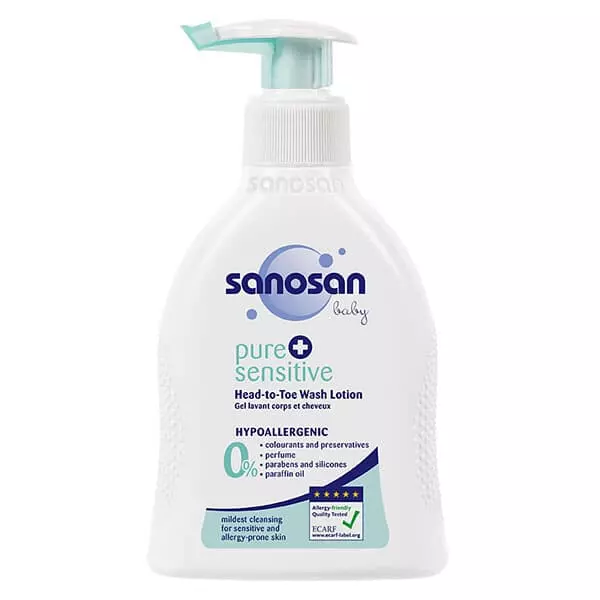 sanosan
sanosan
baby
pure+
sensitive
Head-to-Toe Wash Lotion
Gel lavant corps et cheveux
HYPOALLERGENIC
0%
• colourants and preservatives
• perfume
• parabens and silicones
• paraffin oil
mildest cleansing
for sensitive and
allergy-prone skin
Allergy-friendly
Quality Tested
ECARF
www.ecarf-label.org